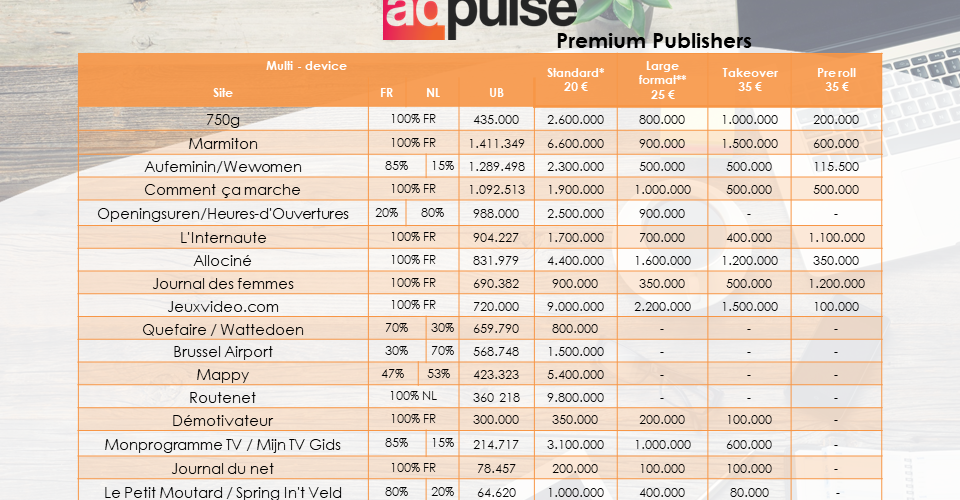 adpulse
Premium Publishers
Multi - device Standard* Large Takeover Pre roll
20 € format** 35 € 35 €
Site FR NL UB 25 €
750g 100% FR 435.000 2.600.000 800.000 1.000.000 200.000
Marmiton 100% FR 1.411.349 6.600.000 900.000 1.500.000 600.000
Aufeminin/Wewomen 85% 15% 1.289.498 2.300.000 500.000 500.000 115.500
Comment ça marche 100% FR 1.092.513 1.900.000 1.000.000 500.000 500.000
Openingsuren/Heures-d'Ouvertures 20% 80% 988.000 2.500.000 900.000 - -
L'Internaute 100% FR 904.227 1.700.000 700.000 400.000 1.100.000
Allociné 100% FR 831.979 4.400.000 1.600.000 1.200.000 350.000
Journal des femmes 100% FR 690.382 900.000 350.000 500.000 1.200.000
Jeuxvideo.com 100% FR 720.000 9.000.000 2.200.000 1.500.000 100.000
Quefaire / Wattedoen 70% 30% 659.790 800.000 - - -
Brussel Airport 30% 70% 568.748 1.500.000 - - -
Mappy 47% 53% 423.323 5.400.000 - - -
Routenet 100% NL 360 218 9.800.000 - - -
Démotivateur 100% FR 300.000 350.000 200.000 100.000 -
Monprogramme TV / Mijn TV Gids 85% 15% 214.717 3.100.000 1.000.000 600.000 -
Journal du net 100% FR 78.457 200.000 100.000 100.000 -
Le Petit Moutard / Spring In't Veld 80% 20% 64.620 1.000.000 400.000 80.000 -